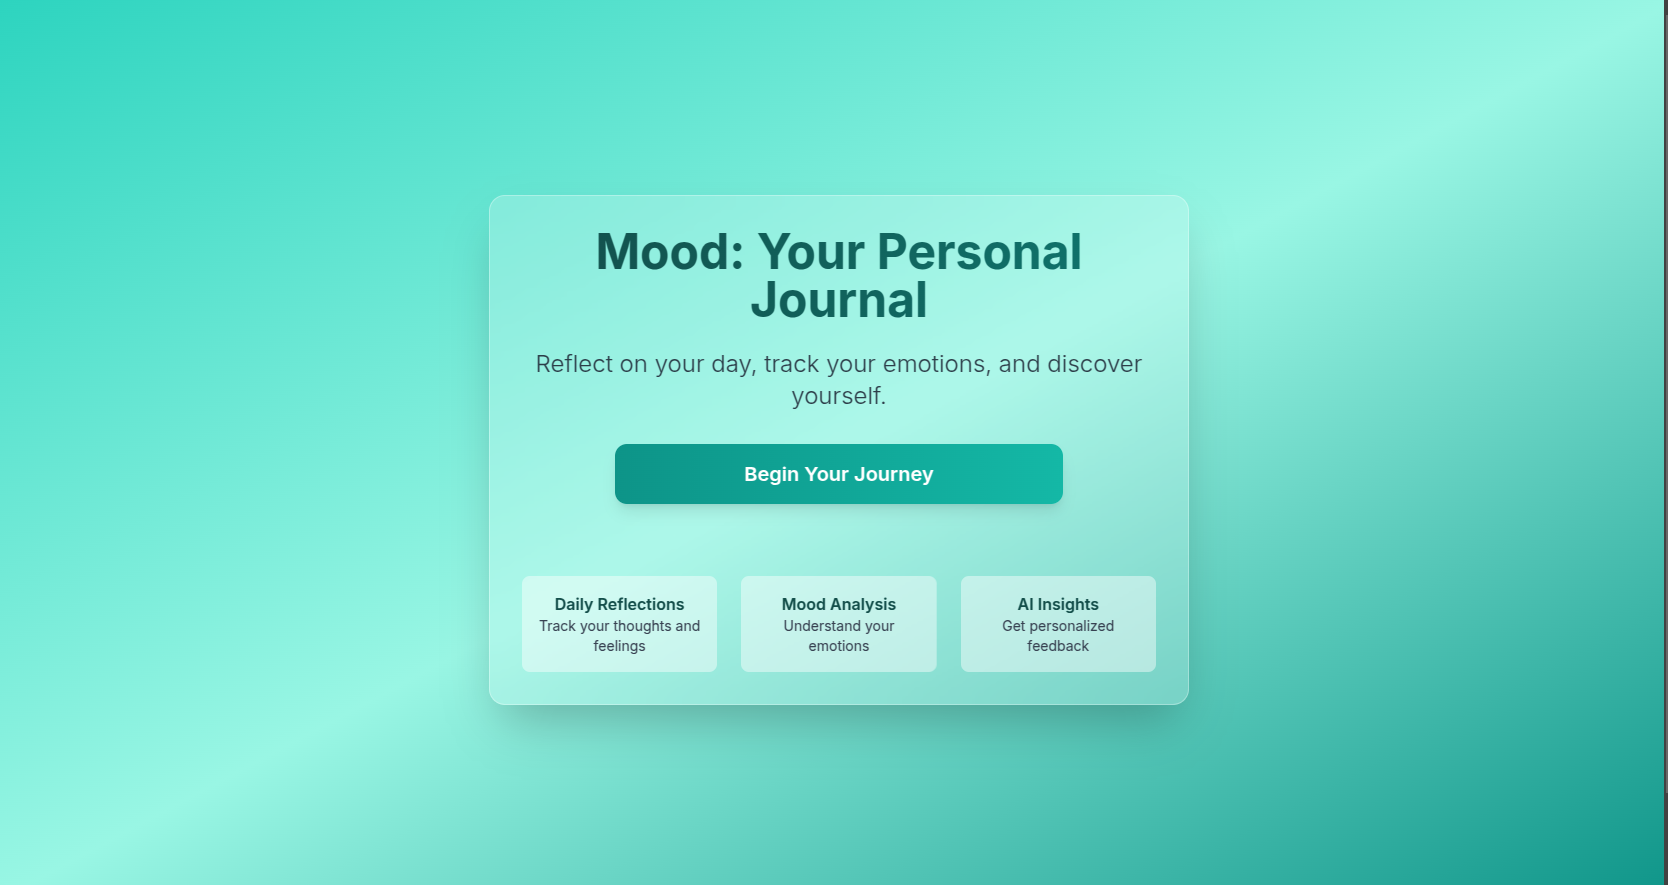 Mood: Your Personal
Journal
Reflect on your day, track your emotions, and discover
yourself.
Begin Your Journey
Daily Reflections
Track your thoughts and
feelings
Mood Analysis
Understand your
emotions
AI Insights
Get personalized
feedback